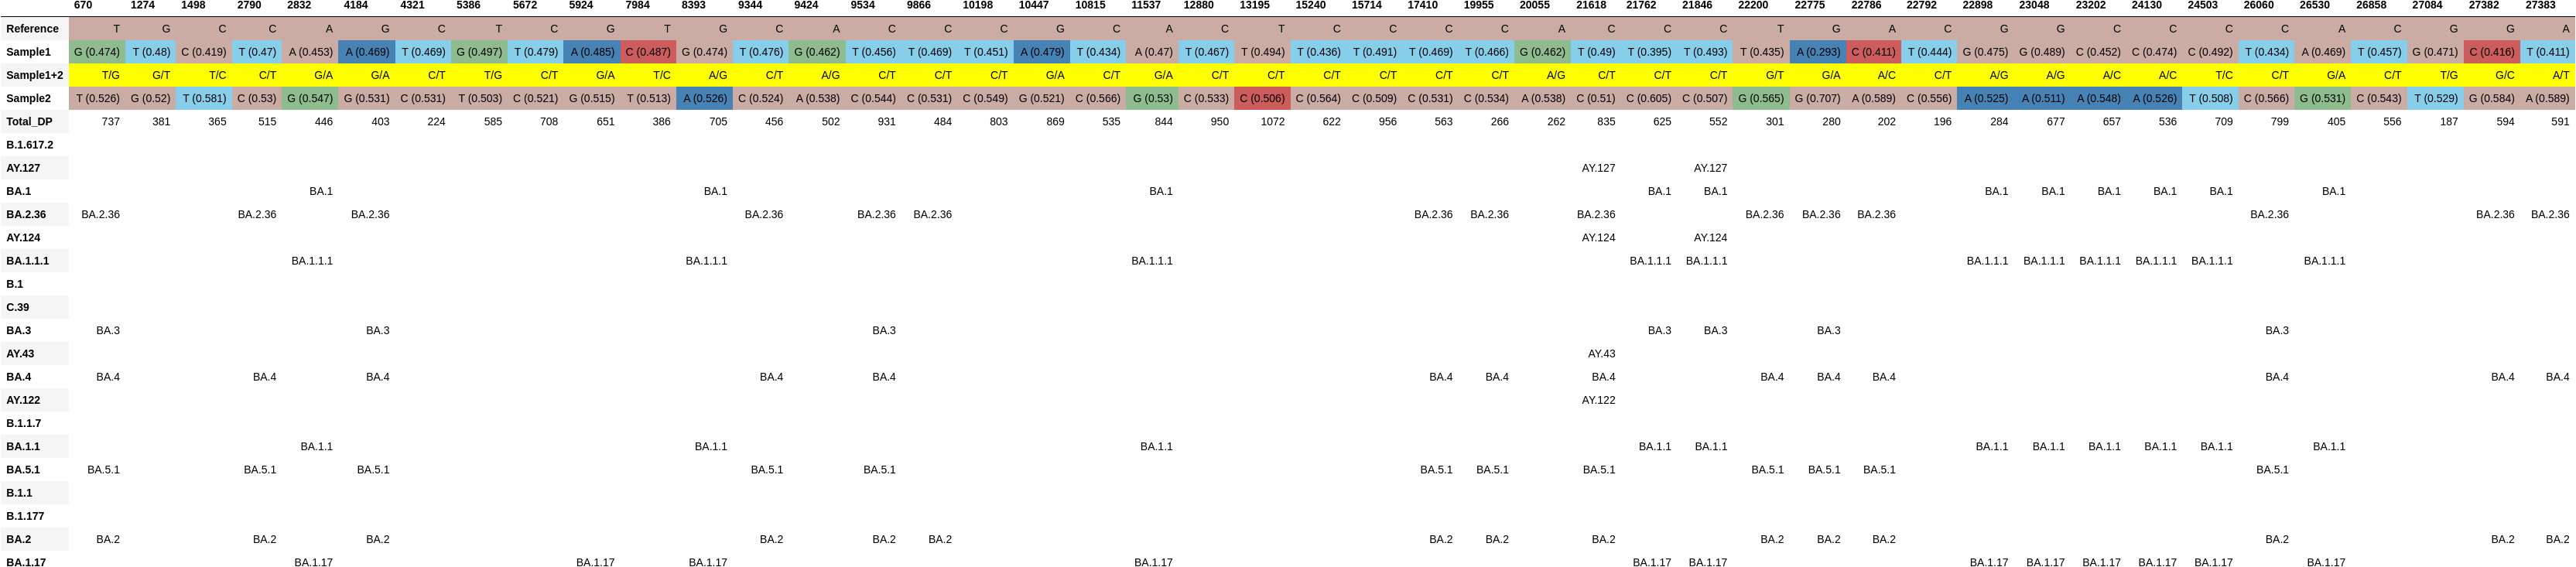 670 1274 1498 2790 2832 4184 4321 5386 5672 5924 7984 8393 9344 9424 9534 9866 10198 10447 10815 11537 12880 13195 15240 15714 17410 19955 20055 21618 21762 21846 22200 22775 22786 22792 22898 23048 23202 24130 24503 26060 26530 26858 27084 27382 27383
Reference T G C C A G C T C G T G C A C C C G C A C T C C C C A C C C T G A C G G C C C C A C G G A
Sample1 G (0.474) T (0.48) C (0.419) T (0.47) A (0.453) A (0.469) T (0.469) G (0.497) T (0.479) A (0.485) C (0.487) G (0.474) T (0.476) G (0.462) T (0.456) T (0.469) T (0.451) A (0.479) T (0.434) A (0.47) T (0.467) T (0.494) T (0.436) T (0.491) T (0.469) T (0.466) G (0.462) T (0.49) T (0.395) T (0.493) T (0.435) A (0.293) C (0.411) T (0.444) G (0.475) G (0.489) C (0.452) C (0.474) C (0.492) T (0.434) A (0.469) T (0.457) G (0.471) C (0.416) T (0.411)
Sample1+2 T/G G/T T/C C/T G/A G/A C/T T/G C/T G/A T/C A/G C/T A/G C/T C/T C/T G/A C/T G/A C/T C/T C/T C/T C/T C/T A/G C/T C/T C/T G/T G/A A/C C/T A/G A/G A/C A/C T/C C/T G/A C/T T/G G/C A/T
Sample2 T (0.526) G (0.52) T (0.581) C (0.53) G (0.547) G (0.531) C (0.531) T (0.503) C (0.521) G (0.515) T (0.513) A (0.526) C (0.524) A (0.538) C (0.544) C (0.531) C (0.549) G (0.521) C (0.566) G (0.53) C (0.533) C (0.506) C (0.564) C (0.509) C (0.531) C (0.534) A (0.538) C (0.51) C (0.605) C (0.507) G (0.565) G (0.707) A (0.589) C (0.556) A (0.525) A (0.511) A (0.548) A (0.526) T (0.508) C (0.566) G (0.531) C (0.543) T (0.529) G (0.584) A (0.589)
Total_DP 737 381 365 515 446 403 224 585 708 651 386 705 456 502 931 484 803 869 535 844 950 1072 622 956 563 266 262 835 625 552 301 280 202 196 284 677 657 536 709 799 405 556 187 594 591
B.1.617.2
AY.127 AY.127 AY.127
BA.1 BA.1 BA.1 BA.1 BA.1 BA.1 BA.1 BA.1 BA.1 BA.1 BA.1 BA.1
BA.2.36 BA.2.36 BA.2.36 BA.2.36 BA.2.36 BA.2.36 BA.2.36 BA.2.36 BA.2.36 BA.2.36 BA.2.36 BA.2.36 BA.2.36 BA.2.36 BA.2.36 BA.2.36
AY.124 AY.124 AY.124
BA.1.1.1 BA.1.1.1 BA.1.1.1 BA.1.1.1 BA.1.1.1 BA.1.1.1 BA.1.1.1 BA.1.1.1 BA.1.1.1 BA.1.1.1 BA.1.1.1 BA.1.1.1
B.1
C.39
BA.3 BA.3 BA.3 BA.3 BA.3 BA.3 BA.3 BA.3
AY.43 AY.43
BA.4 BA.4 BA.4 BA.4 BA.4 BA.4 BA.4 BA.4 BA.4 BA.4 BA.4 BA.4 BA.4 BA.4 BA.4
AY.122 AY.122
B.1.1.7
BA.1.1 BA.1.1 BA.1.1 BA.1.1 BA.1.1 BA.1.1 BA.1.1 BA.1.1 BA.1.1 BA.1.1 BA.1.1 BA.1.1
BA.5.1 BA.5.1 BA.5.1 BA.5.1 BA.5.1 BA.5.1 BA.5.1 BA.5.1 BA.5.1 BA.5.1 BA.5.1 BA.5.1 BA.5.1
B.1.1
B.1.177
BA.2 BA.2 BA.2 BA.2 BA.2 BA.2 BA.2 BA.2 BA.2 BA.2 BA.2 BA.2 BA.2 BA.2 BA.2 BA.2
BA.1.17 BA.1.17 BA.1.17 BA.1.17 BA.1.17 BA.1.17 BA.1.17 BA.1.17 BA.1.17 BA.1.17 BA.1.17 BA.1.17 BA.1.17